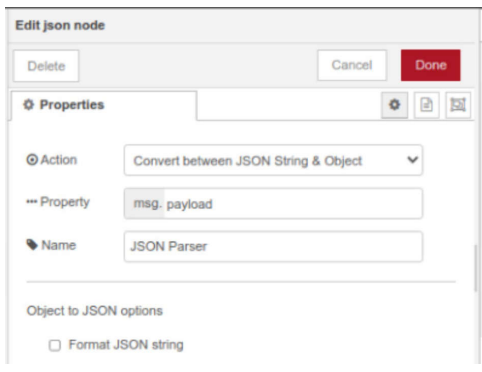 Edit json node
Delete Cancel Done
Properties
Action Convert between JSON String & Object
Property msg. payload
Name JSON Parser
Object to JSON options
Format JSON string